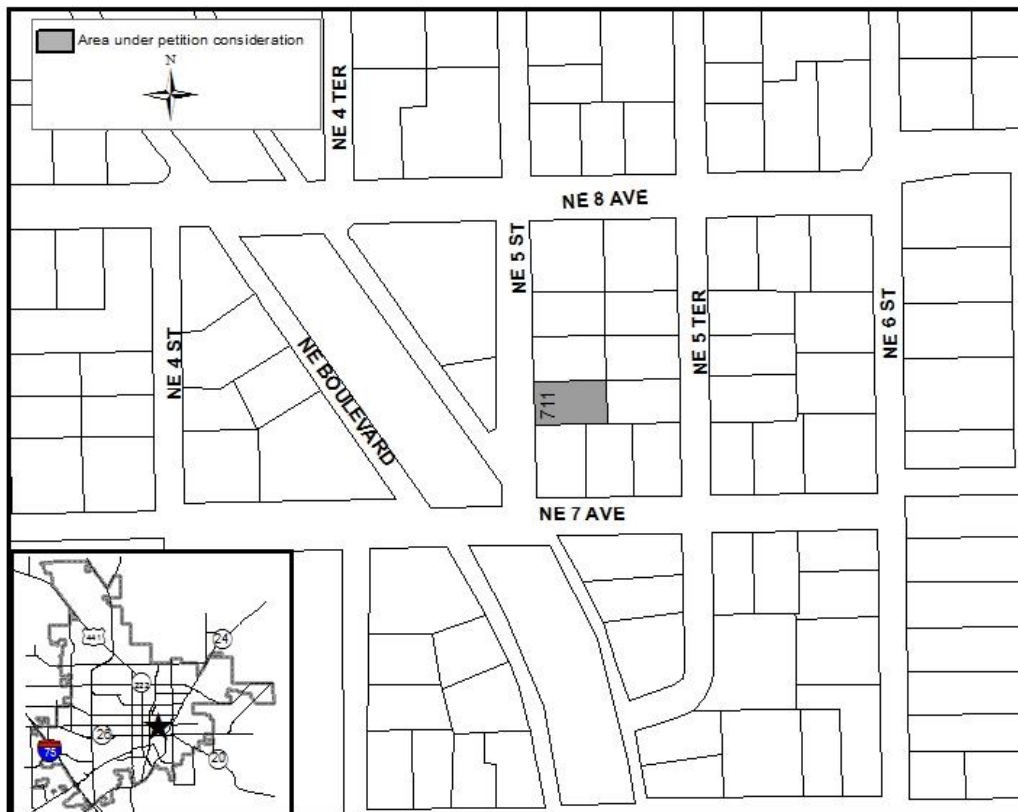 Area under petition consideration
N
NE 4 TER
NE 8 AVE
NE 5 ST
NE 5 TER
NE 6 ST
NE 4 ST
NE BOULEVARD
711
NE 7 AVE
441
24
222
26
75
20